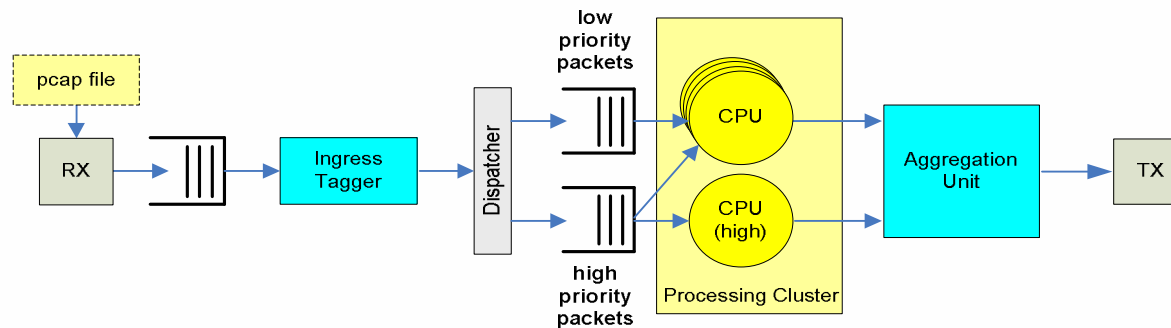 pcap file
RX
Ingress
Tagger
Dispatcher
low
priority
packets
high
priority
packets
CPU
CPU
(high)
Processing Cluster
Aggregation
Unit
TX